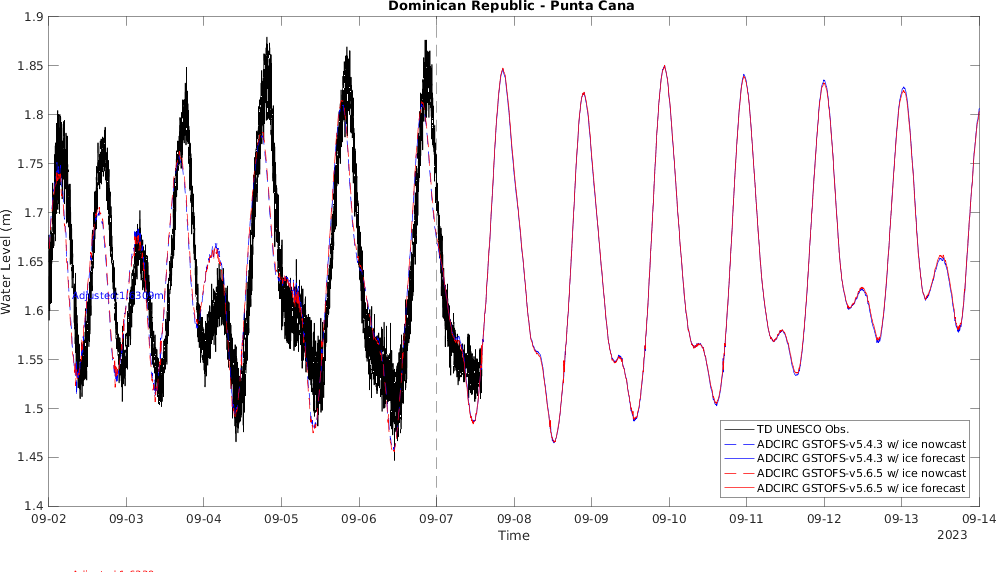 Dominican Republic - Punta Cana
1.9
1.85
1.8
1.75
1.7
1.65
1.6
1.55
1.5
1.45
1.4
Water Level (m)
TD UNESCO Obs.
ADCIRC GSTOFS-v5.4.3 w/ ice nowcast
ADCIRC GSTOFS-v5.4.3 w/ ice forecast
ADCIRC GSTOFS-v5.6.5 w/ ice nowcast
ADCIRC GSTOFS-v5.6.5 w/ ice forecast
09-02 09-03 09-04 09-05 09-06 09-07 09-08 09-09 09-10 09-11 09-12 09-13 09-14
Time
2023